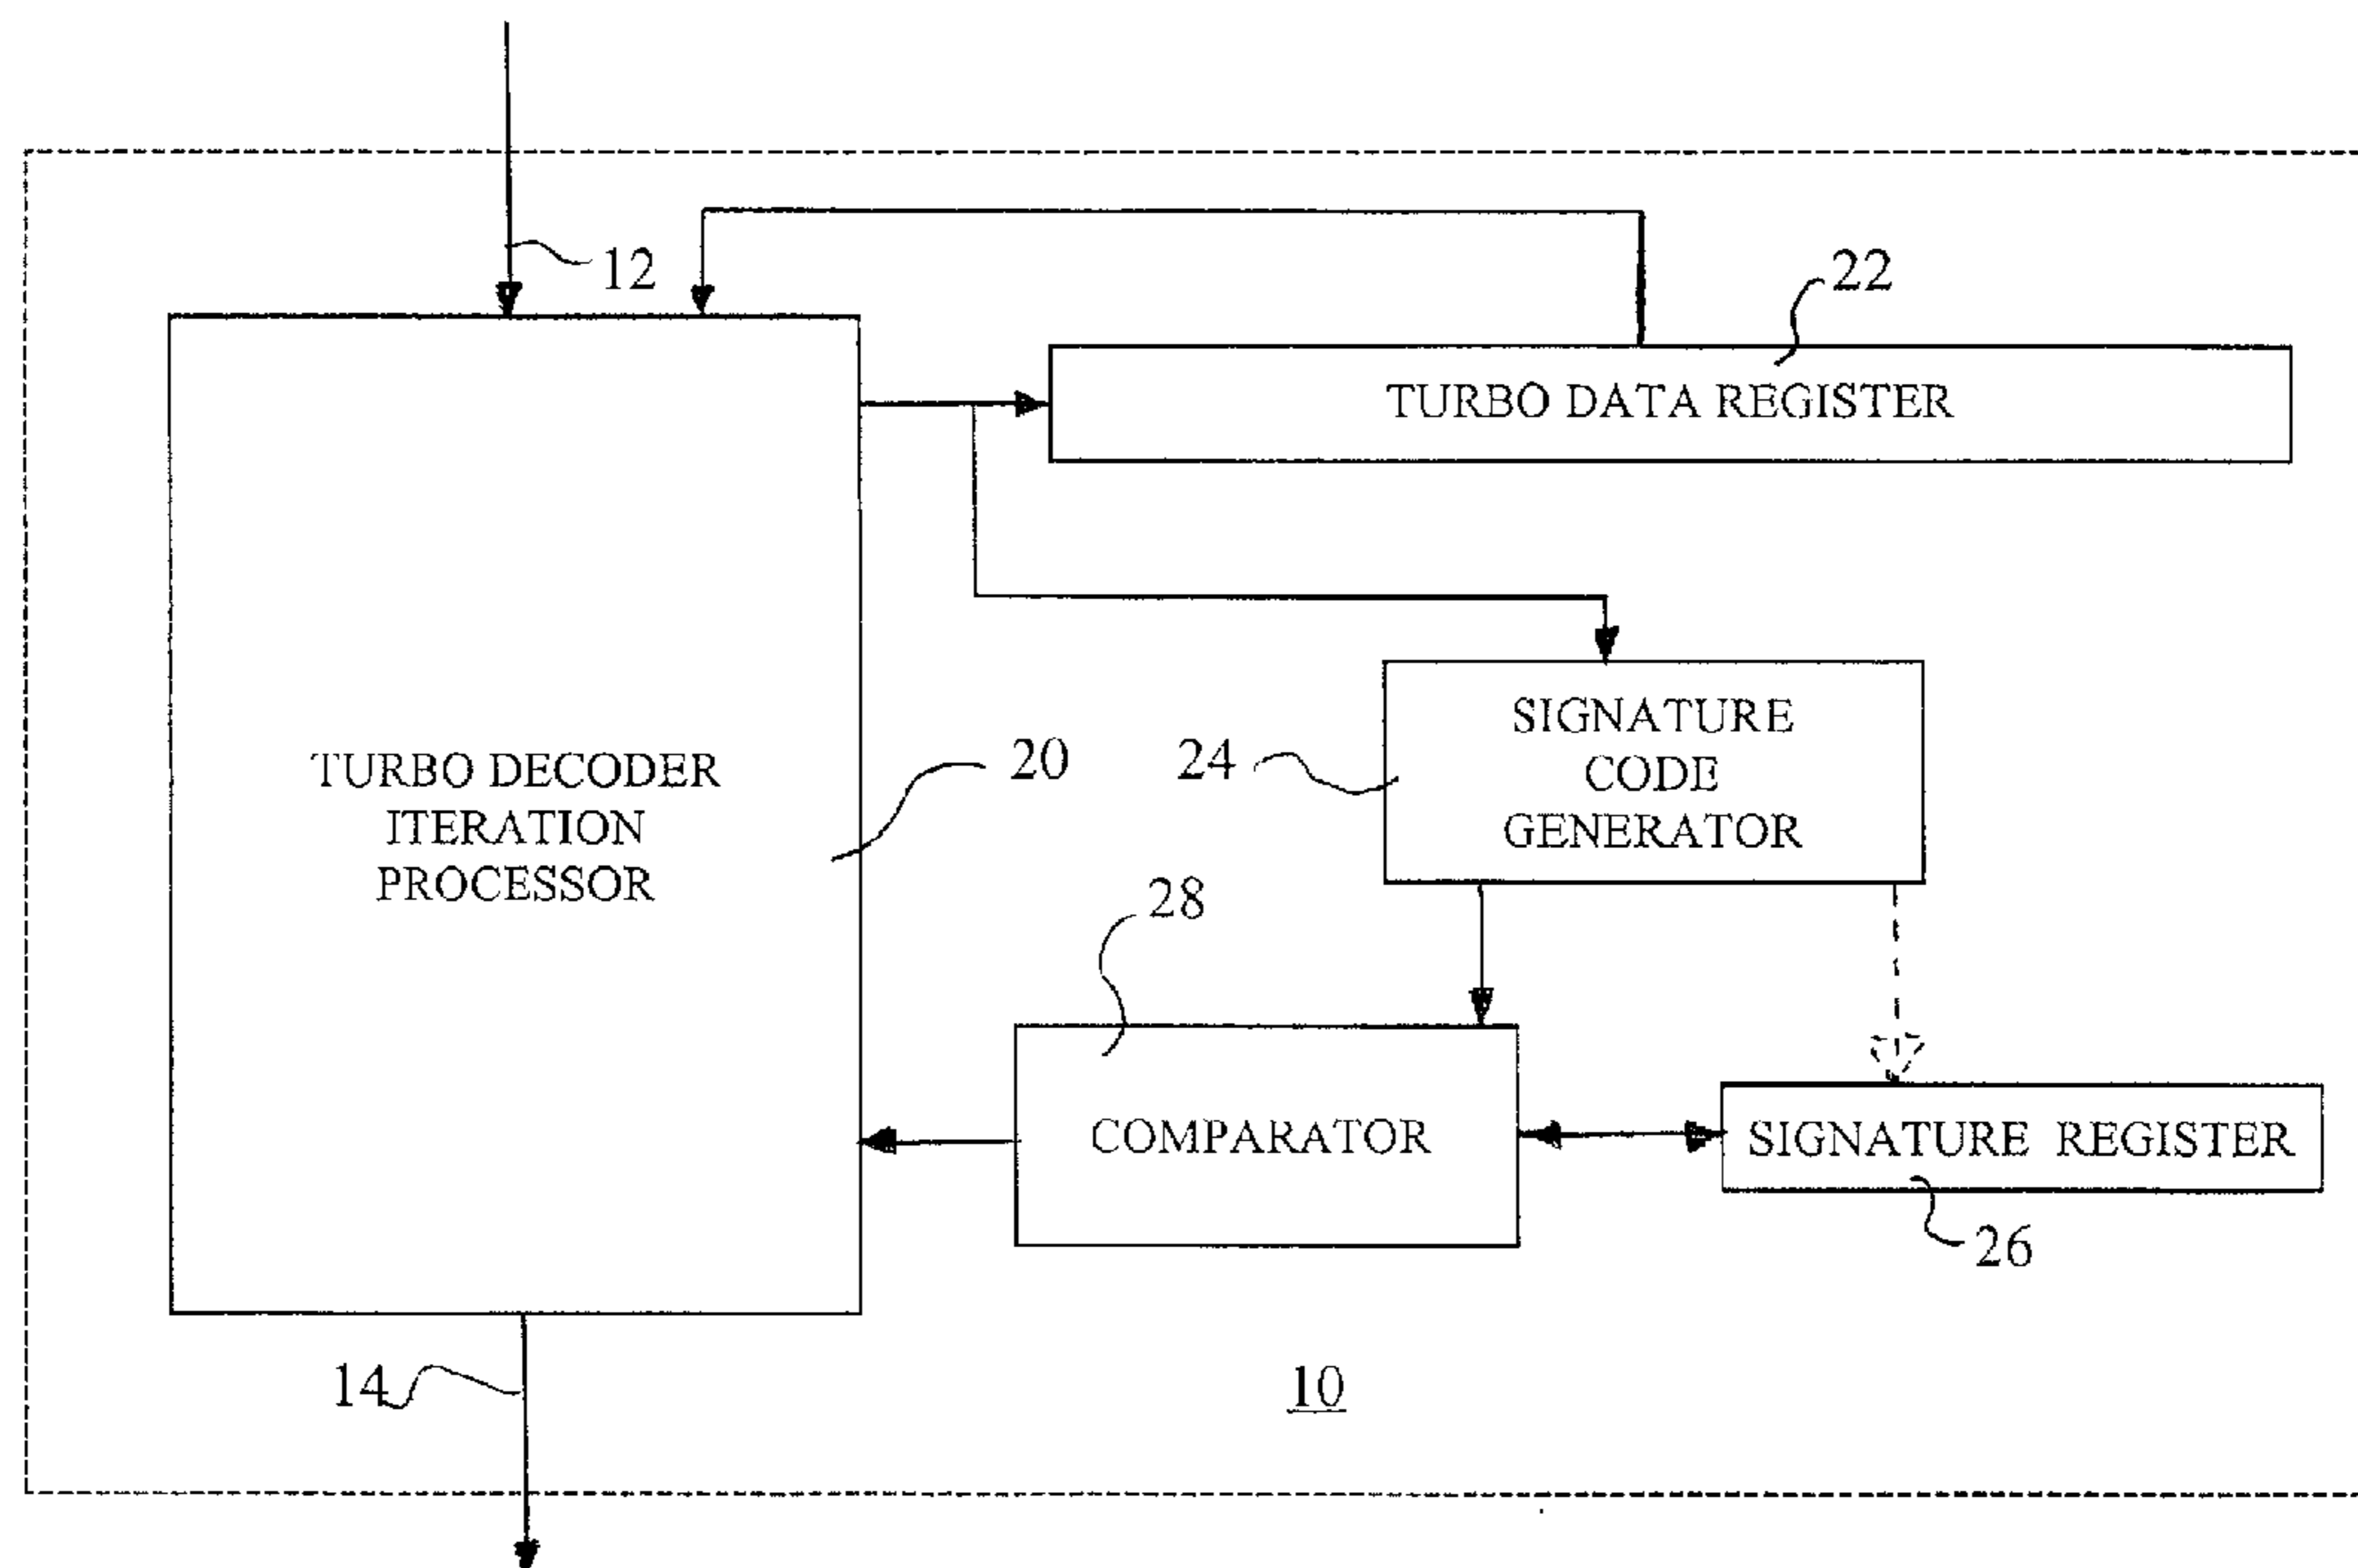 12
22
TURBO DATA REGISTER
TURBO DECODER
ITERATION
PROCESSOR
20
24
SIGNATURE
CODE
GENERATOR
28
COMPARATOR
SIGNATURE REGISTER
26
14
10